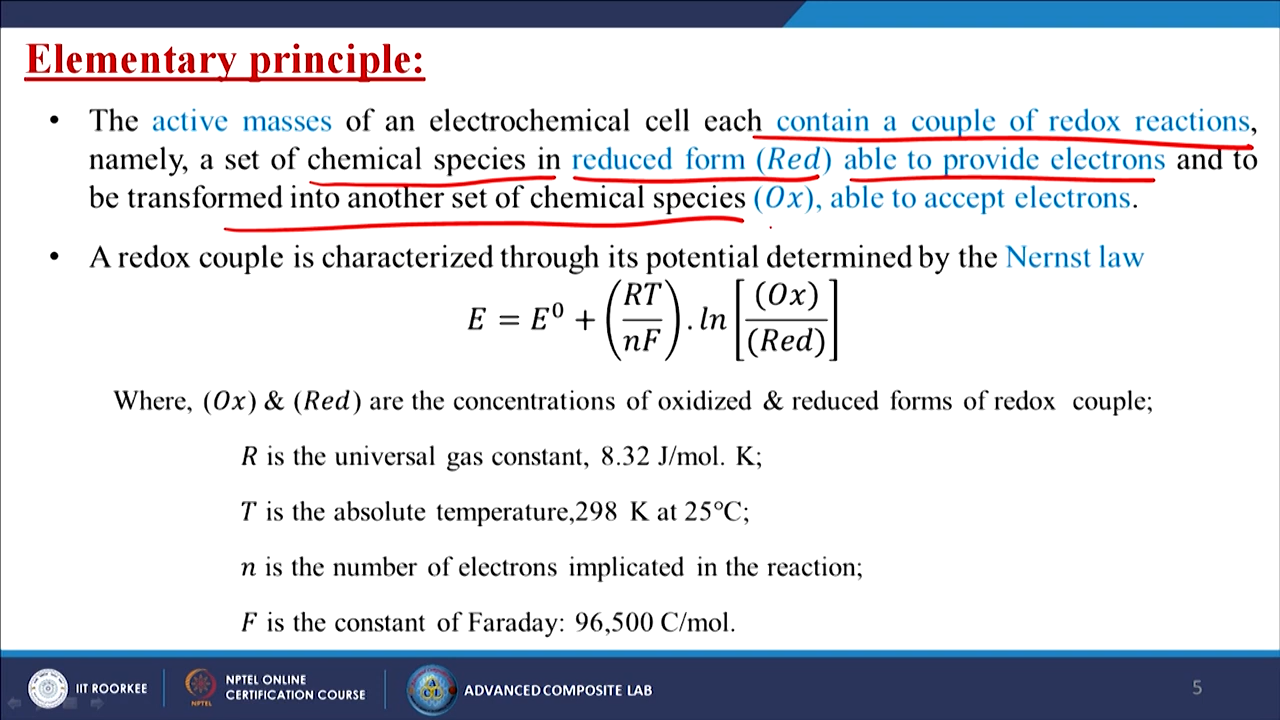 Elementary principle:
• The active masses of an electrochemical cell each contain a couple of redox reactions,
namely, a set of chemical species in reduced form (Red) able to provide electrons and to
be transformed into another set of chemical species (Ox), able to accept electrons.
• A redox couple is characterized through its potential determined by the Nernst law
E = E⁰ + (RT/nF) . ln [(Ox)/(Red)]
Where, (Ox) & (Red) are the concentrations of oxidized & reduced forms of redox couple;
R is the universal gas constant, 8.32 J/mol. K;
T is the absolute temperature,298 K at 25°C;
n is the number of electrons implicated in the reaction;
F is the constant of Faraday: 96,500 C/mol.
IIT ROORKEE
NPTEL
NPTEL ONLINE
CERTIFICATION COURSE
ACL
ADVANCED COMPOSITE LAB
5